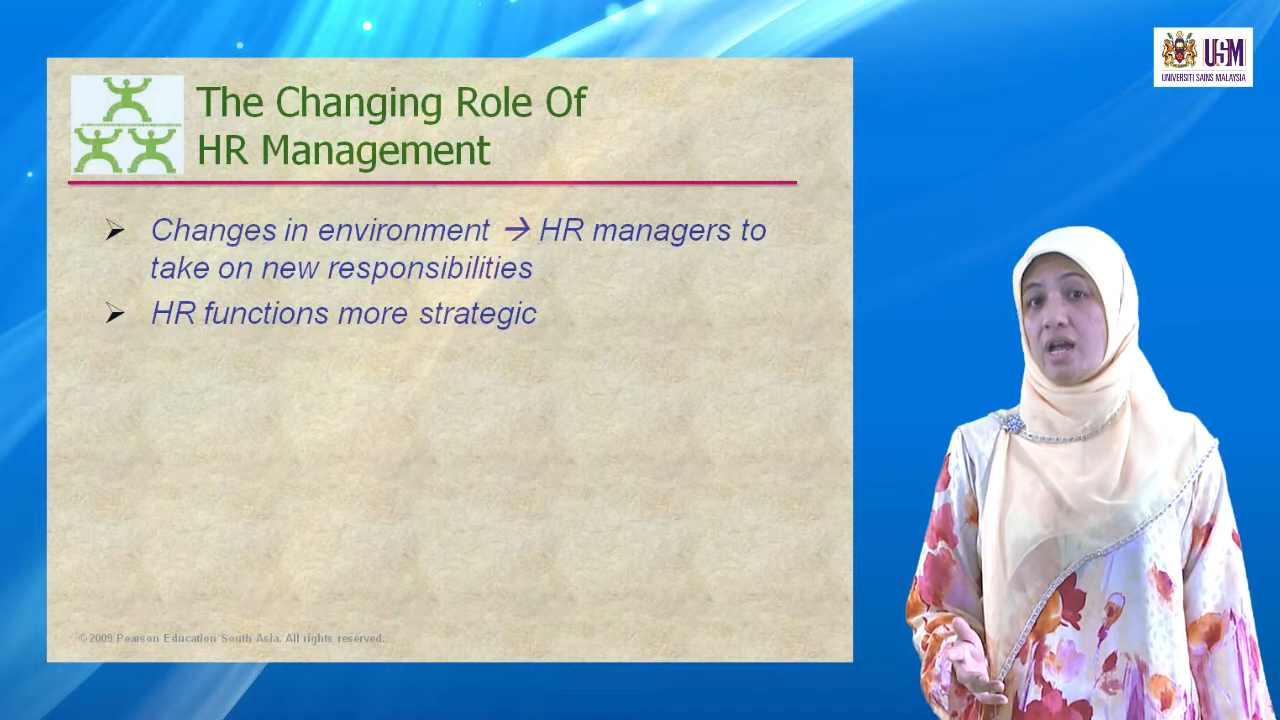 USM
UNIVERSITI SAINS MALAYSIA
The Changing Role Of
HR Management
➢ Changes in environment → HR managers to
take on new responsibilities
➢ HR functions more strategic
©2009 Pearson Education South Asia. All rights reserved.